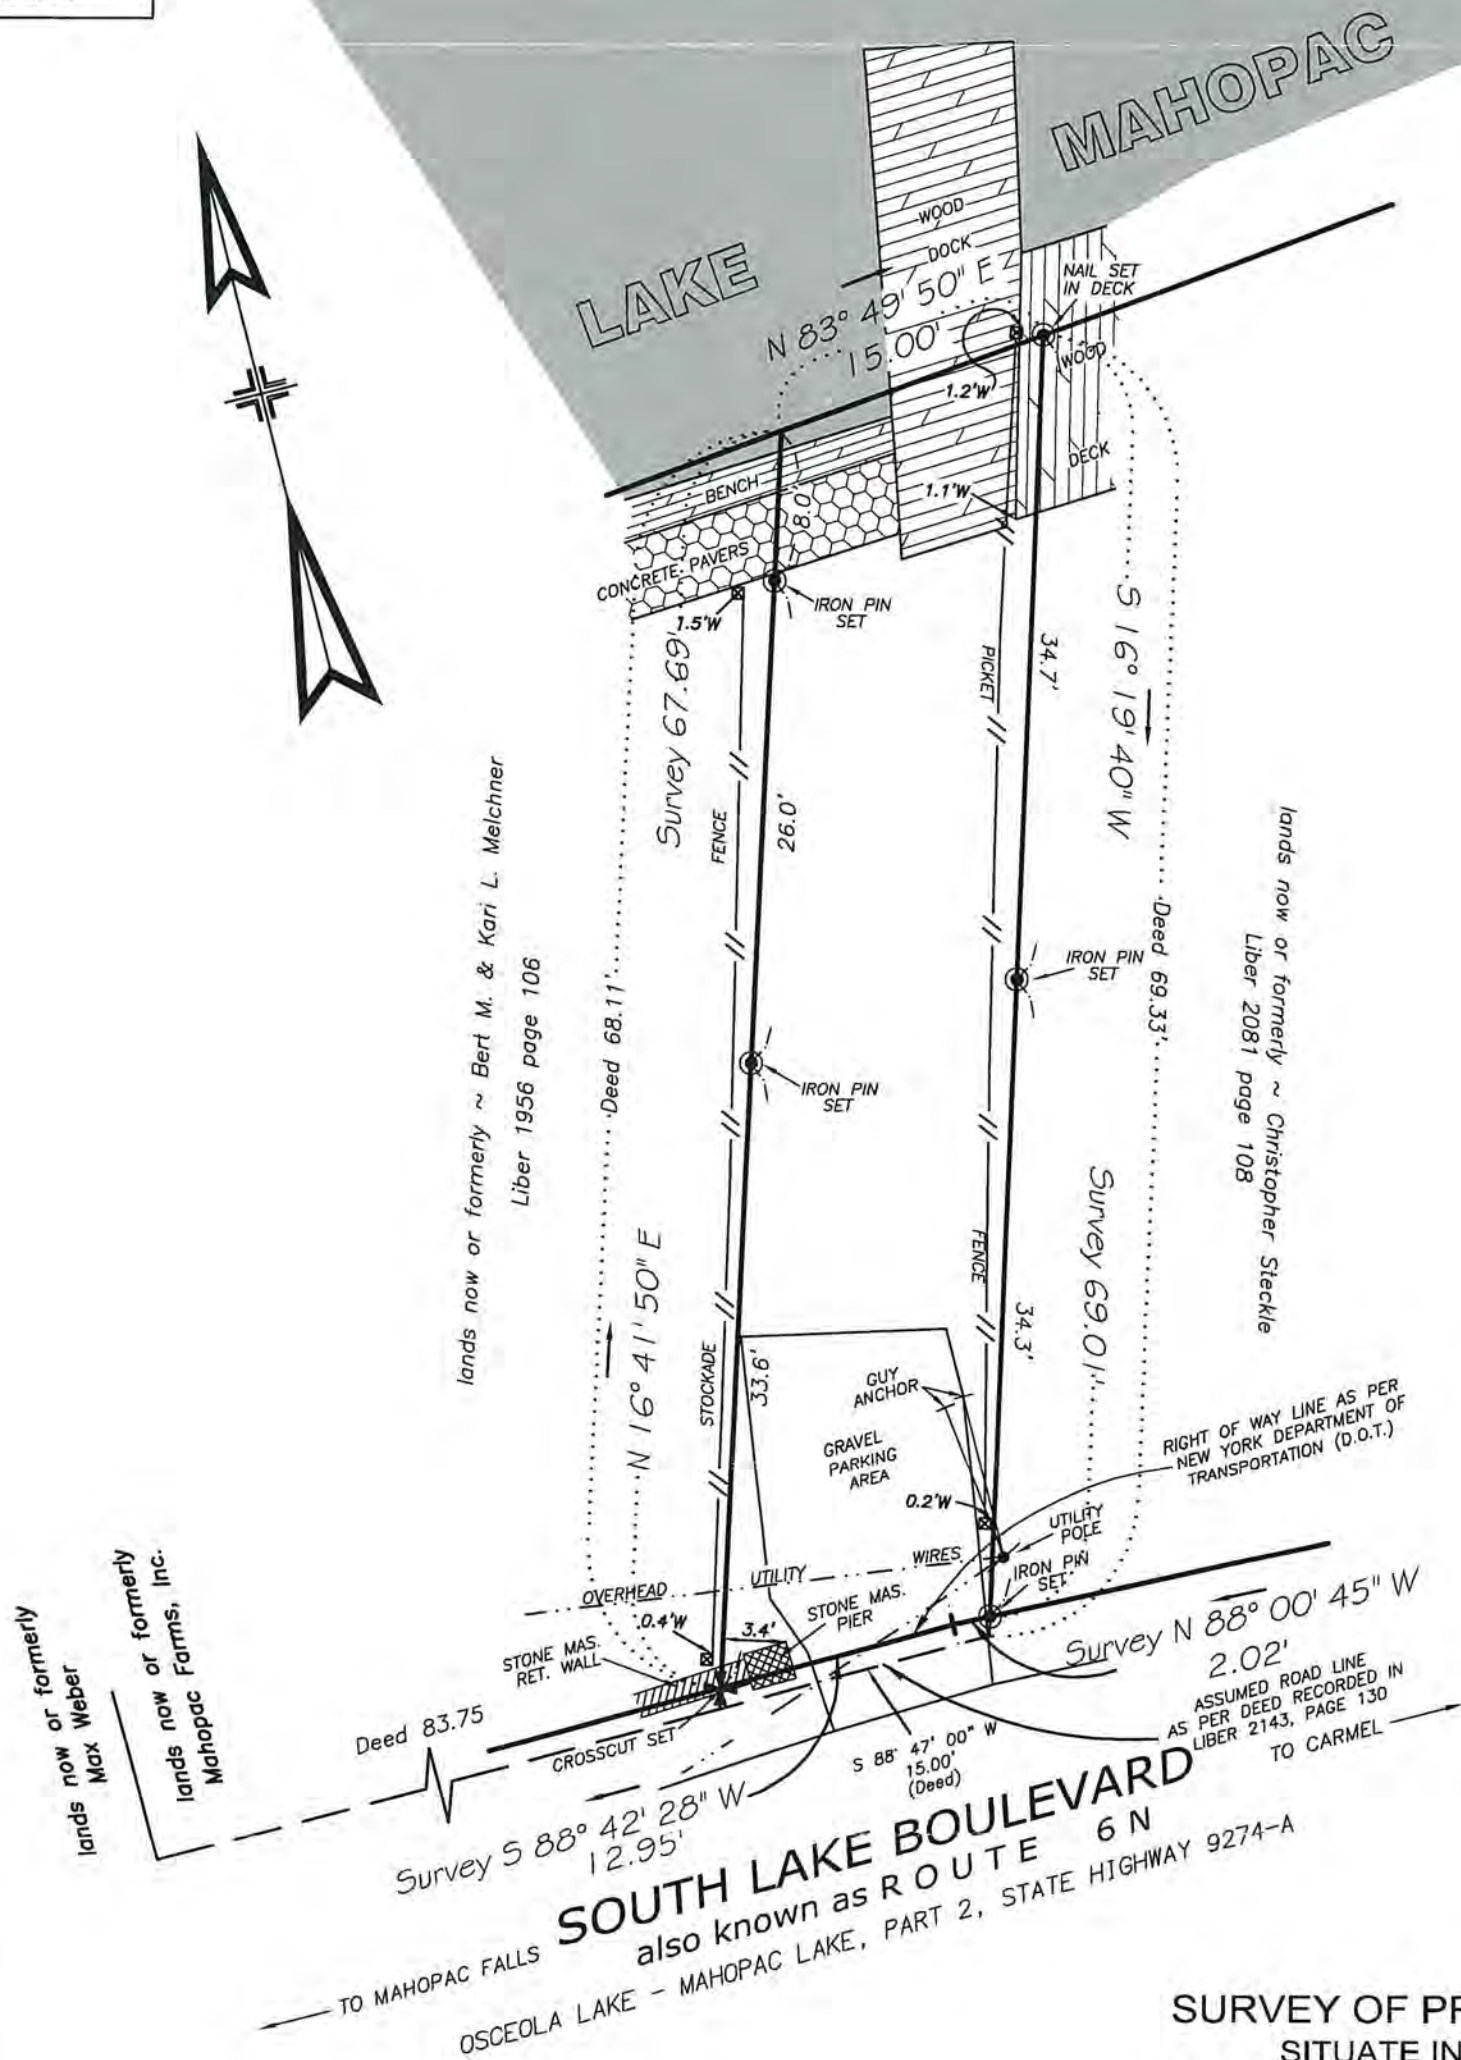 LAKE
MAHOPAC
WOOD
DOCK
N 83° 49' 50" E
15.00'
NAIL SET
IN DECK
WOOD
DECK
1.2'W
1.1'W
BENCH
8.0'
CONCRETE PAVERS
1.5'W
IRON PIN
SET
Survey 67.69'
FENCE
26.0'
PICKET
34.7'
S 16° 19' 40" W
lands now or formerly ~ Bert M. & Kari L. Melchner
Liber 1956 page 106
Deed 68.11'
Deed 69.33'
lands now or formerly ~ Christopher Steckle
Liber 2081 page 108
IRON PIN
SET
IRON PIN
SET
N 16° 41' 50" E
STOCKADE
33.6'
FENCE
34.3'
Survey 69.01'
GUY
ANCHOR
GRAVEL
PARKING
AREA
0.2'W
RIGHT OF WAY LINE AS PER
NEW YORK DEPARTMENT OF
TRANSPORTATION (D.O.T.)
UTILITY
POLE
IRON PIN
SET
OVERHEAD
UTILITY
WIRES
STONE MAS.
PIER
0.4'W
3.4'
STONE MAS.
RET. WALL
CROSSCUT SET
Survey N 88° 00' 45" W
2.02'
ASSUMED ROAD LINE
AS PER DEED RECORDED IN
LIBER 2143, PAGE 130
S 88° 47' 00" W
15.00'
(Deed)
TO CARMEL
lands now or formerly
Max Weber
lands now or formerly
Mahopac Farms, Inc.
Deed 83.75
Survey S 88° 42' 28" W
12.95'
SOUTH LAKE BOULEVARD
also known as ROUTE 6 N
TO MAHOPAC FALLS
OSCEOLA LAKE - MAHOPAC LAKE, PART 2, STATE HIGHWAY 9274-A
SURVEY OF PR
SITUATE IN